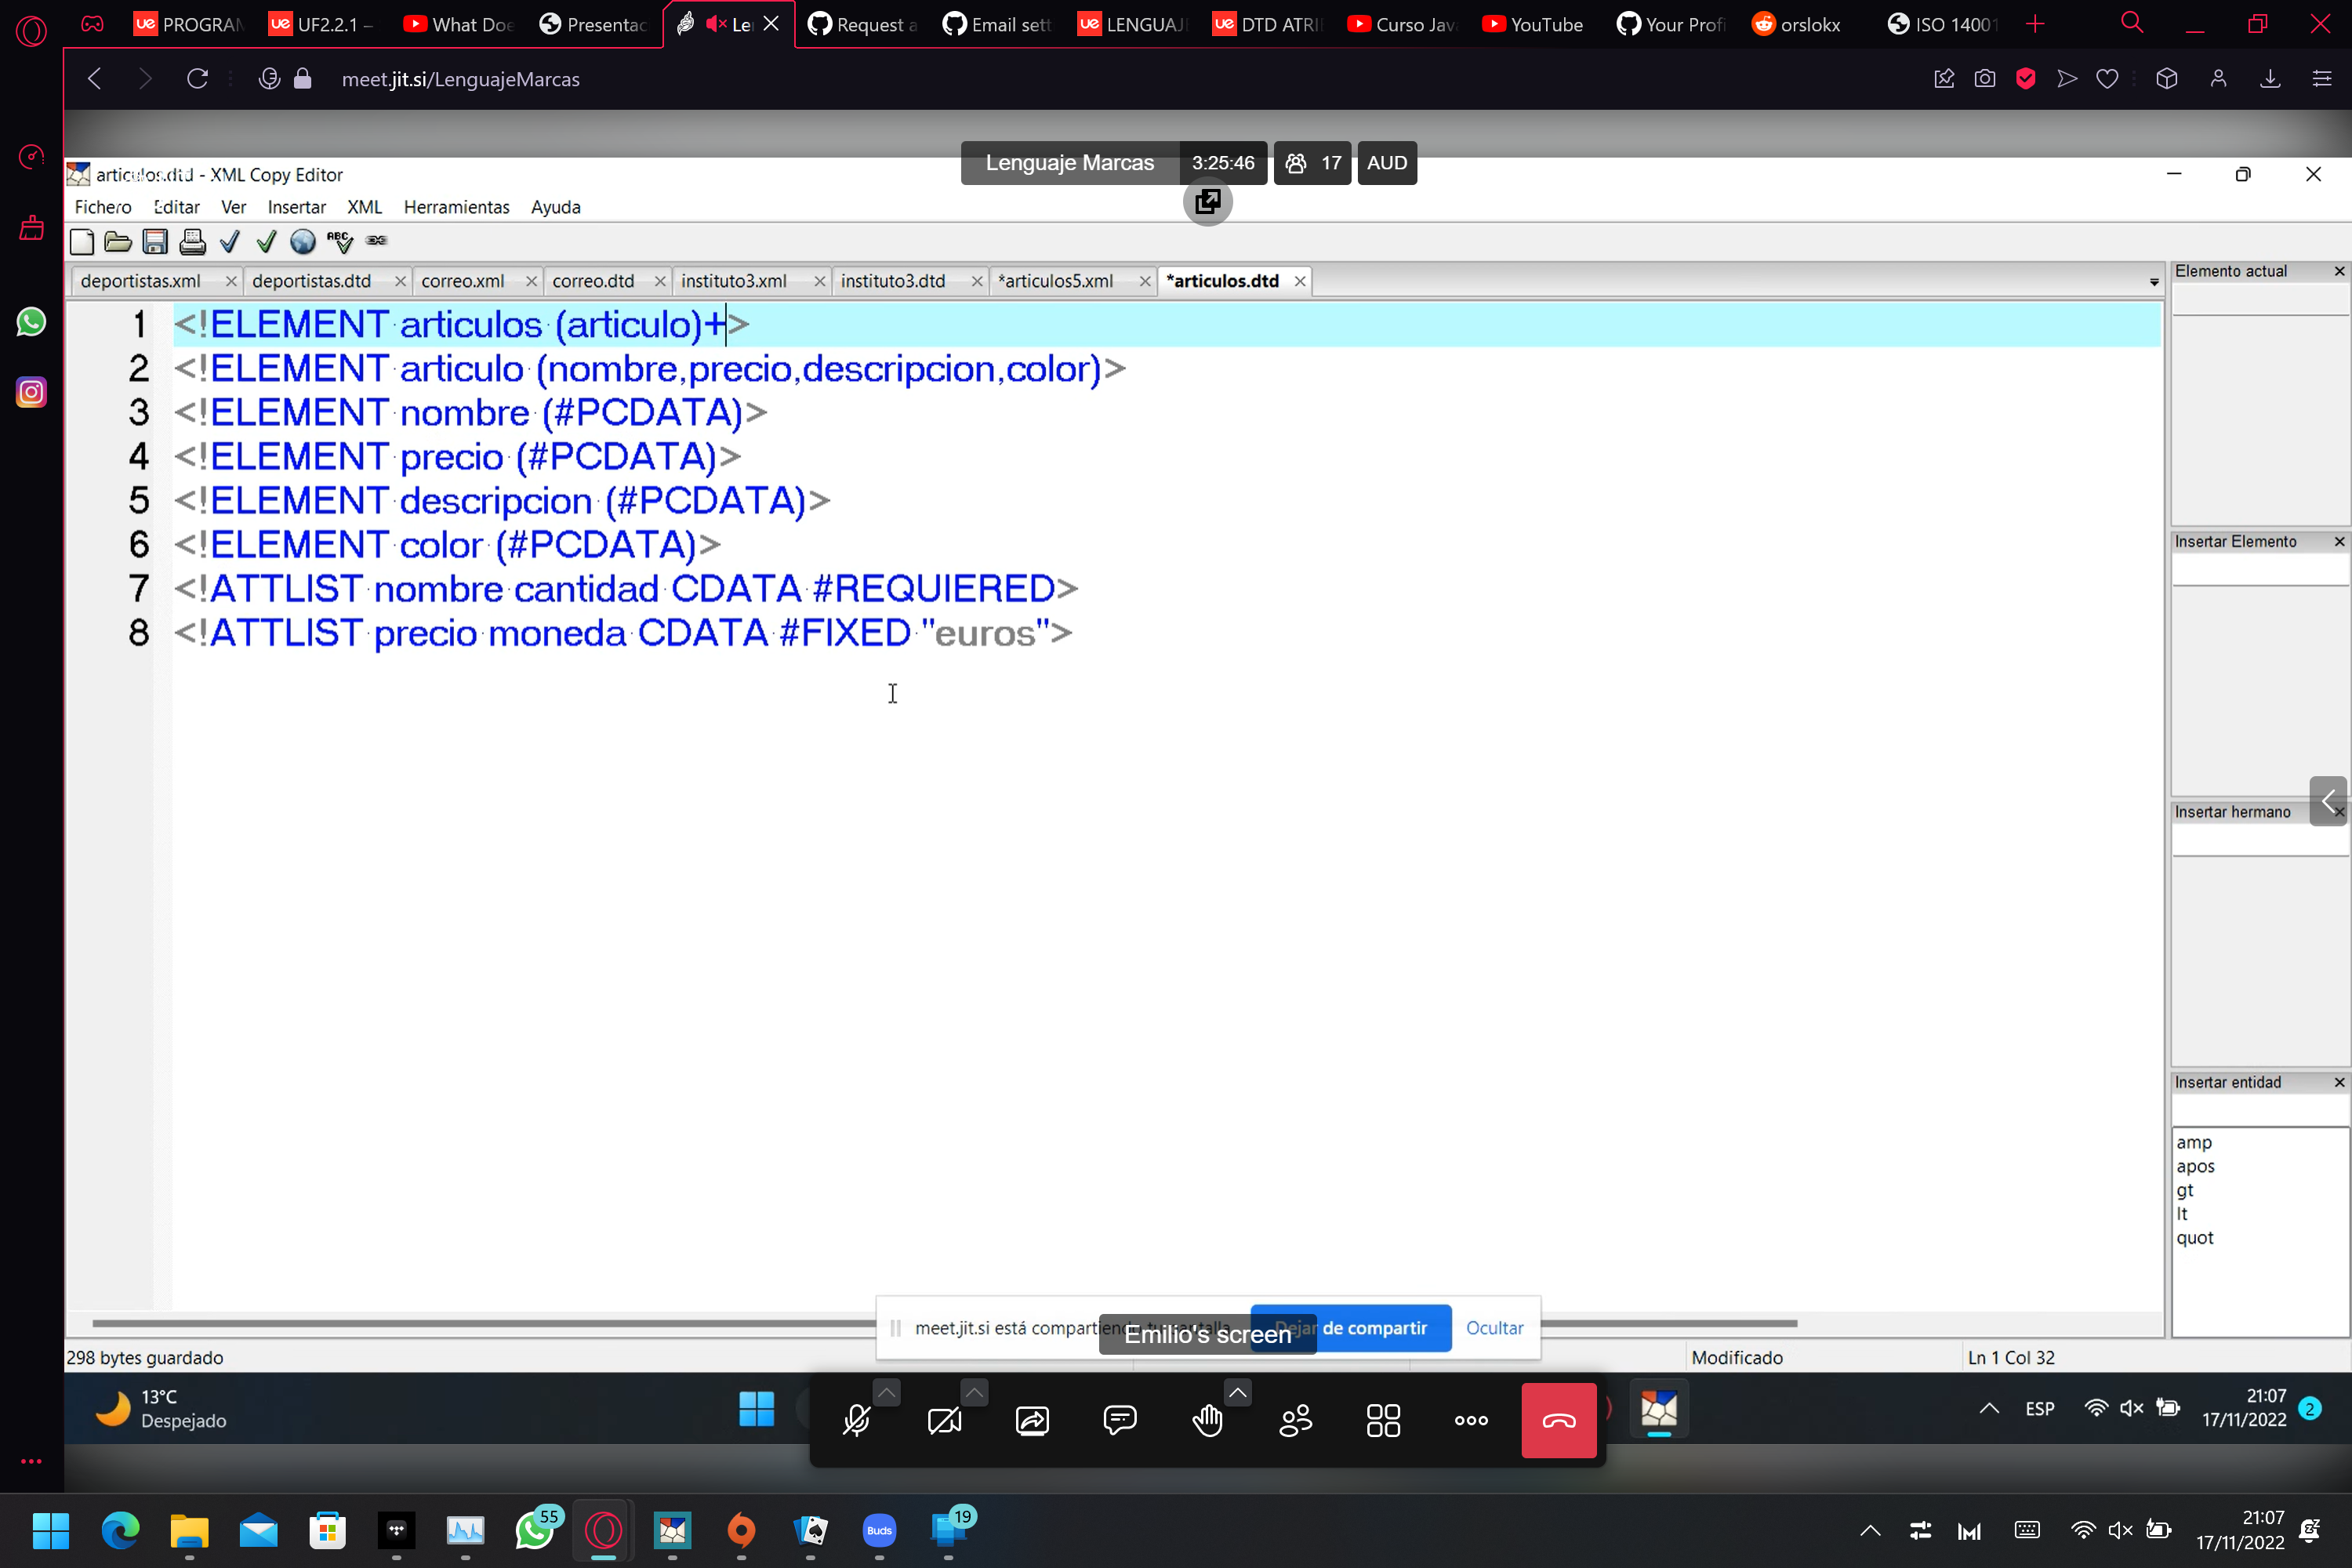 PROGRAM
UF2.2.1 –
What Doe
Presentac
Le
Request a
Email sett
LENGUAJ
DTD ATRI
Curso Jav
YouTube
Your Profi
orslokx
ISO 14001
meet.jit.si/LenguajeMarcas
Lenguaje Marcas
3:25:46
17
AUD
articulos.dtd - XML Copy Editor
Fichero Editar Ver Insertar XML Herramientas Ayuda
deportistas.xml
deportistas.dtd
correo.xml
correo.dtd
instituto3.xml
instituto3.dtd
*articulos5.xml
*articulos.dtd
Elemento actual
1 <!ELEMENT articulos (articulo)+>
2 <!ELEMENT articulo (nombre,precio,descripcion,color)>
3 <!ELEMENT nombre (#PCDATA)>
4 <!ELEMENT precio (#PCDATA)>
5 <!ELEMENT descripcion (#PCDATA)>
6 <!ELEMENT color (#PCDATA)>
7 <!ATTLIST nombre cantidad CDATA #REQUIERED>
8 <!ATTLIST precio moneda CDATA #FIXED "euros">
Insertar Elemento
Insertar hermano
Insertar entidad
amp
apos
gt
lt
quot
meet.jit.si está compartiendo tu pantalla
Dejar de compartir
Ocultar
Emilio's screen
298 bytes guardado
Modificado
Ln 1 Col 32
13°C
Despejado
ESP
21:07
17/11/2022
2
55
Buds
19
21:07
17/11/2022